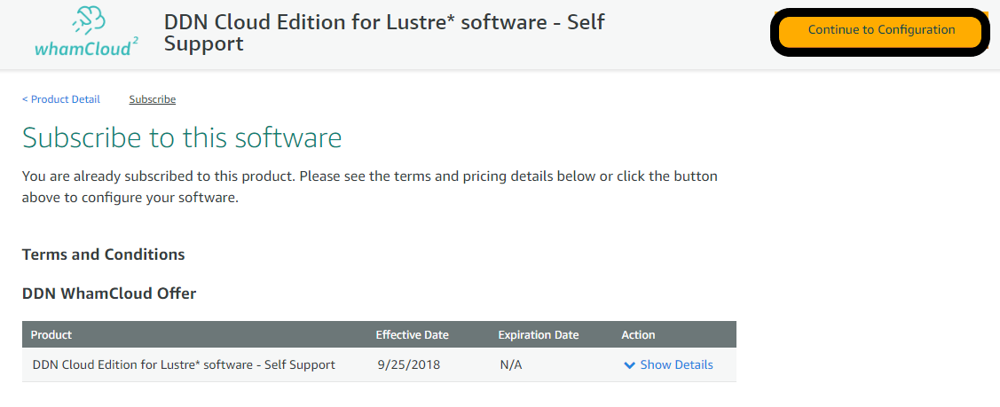 whamCloud²
DDN Cloud Edition for Lustre* software - Self
Support
Continue to Configuration
< Product Detail
Subscribe
Subscribe to this software
You are already subscribed to this product. Please see the terms and pricing details below or click the button
above to configure your software.
Terms and Conditions
DDN WhamCloud Offer
Product Effective Date Expiration Date Action
DDN Cloud Edition for Lustre* software - Self Support 9/25/2018 N/A Show Details